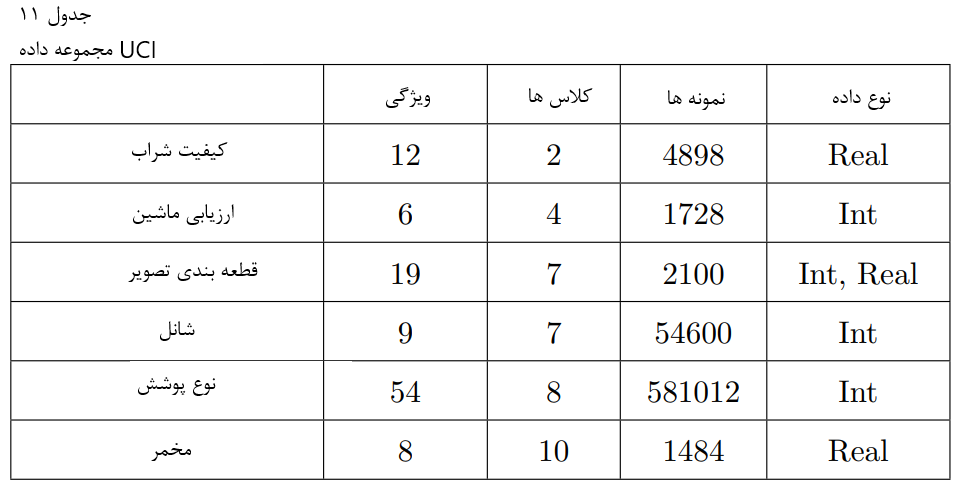 جدول ۱۱
مجموعه داده UCI
ویژگی کلاس ها نمونه ها نوع داده
کیفیت شراب 12 2 4898 Real
ارزیابی ماشین 6 4 1728 Int
قطعه بندی تصویر 19 7 2100 Int, Real
شانل 9 7 54600 Int
نوع پوشش 54 8 581012 Int
مخمر 8 10 1484 Real